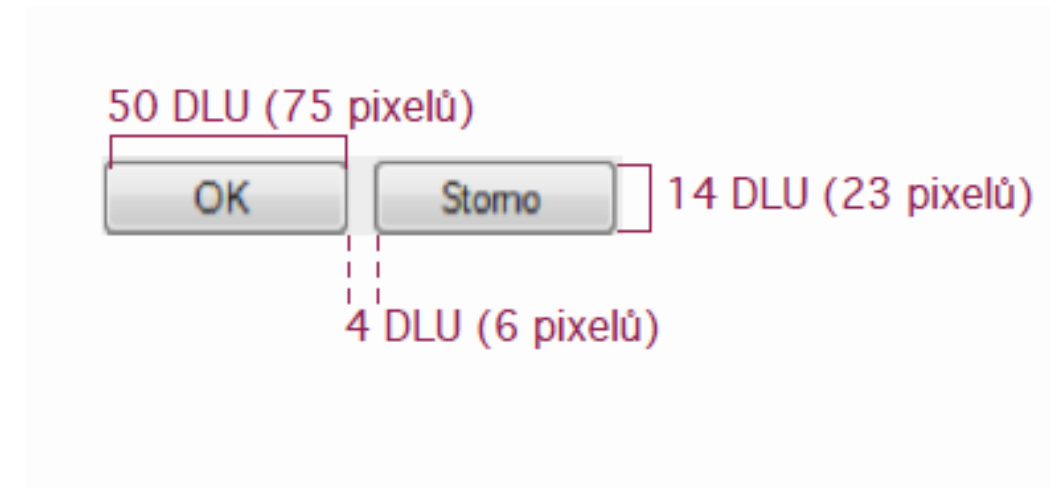 50 DLU (75 pixelů)
OK
Storno
14 DLU (23 pixelů)
4 DLU (6 pixelů)